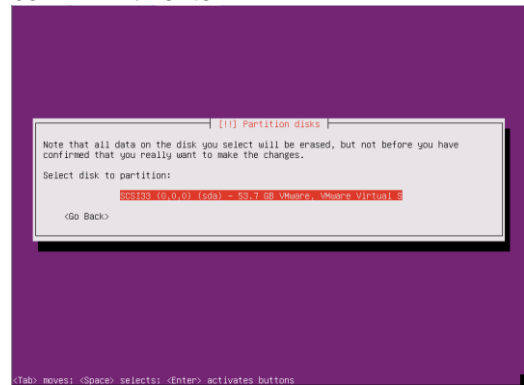 [!!] Partition disks
Note that all data on the disk you select will be erased, but not before you have
confirmed that you really want to make the changes.
Select disk to partition:
SCSI33 (0,0,0) (sda) - 53.7 GB VMware, VMware Virtual S
<Go Back>
<Tab> moves; <Space> selects; <Enter> activates buttons